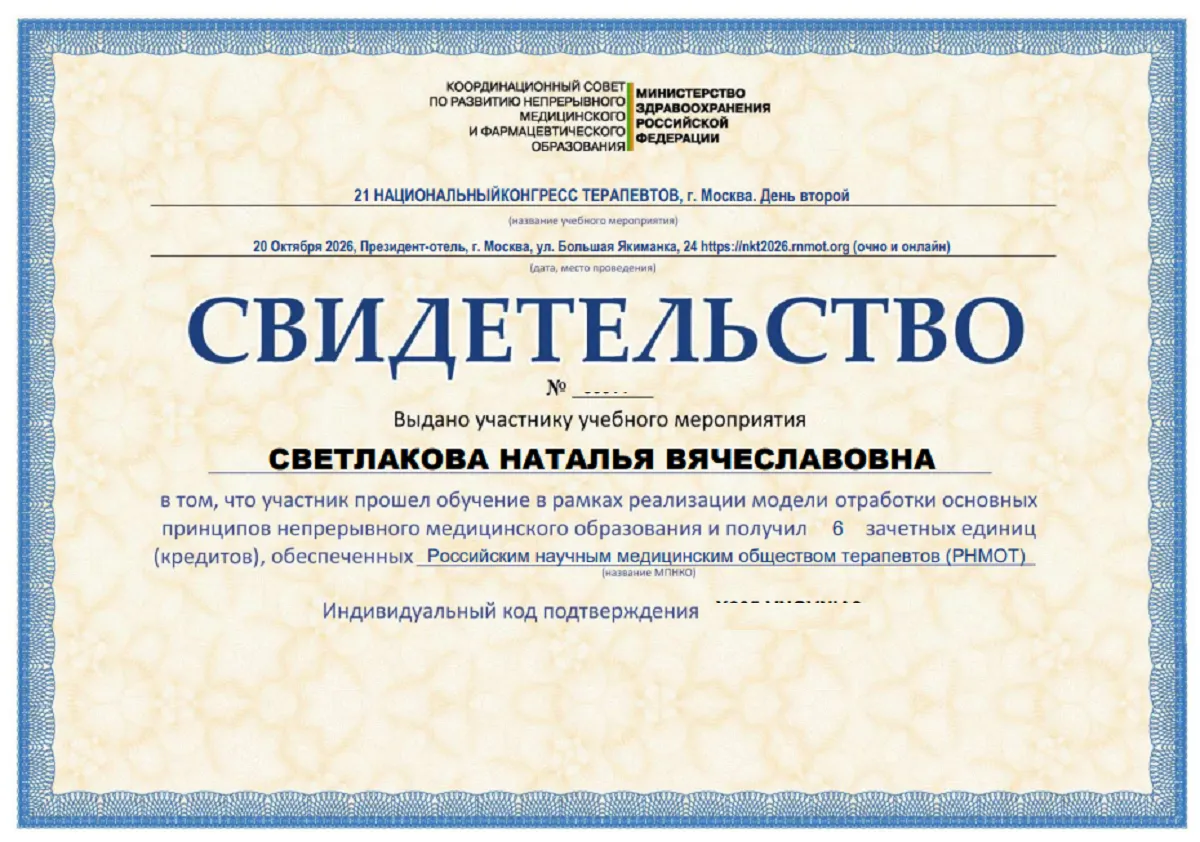 КООРДИНАЦИОННЫЙ СОВЕТ
ПО РАЗВИТИЮ НЕПРЕРЫВНОГО
МЕДИЦИНСКОГО
И ФАРМАЦЕВТИЧЕСКОГО
ОБРАЗОВАНИЯ
МИНИСТЕРСТВО
ЗДРАВООХРАНЕНИЯ
РОССИЙСКОЙ
ФЕДЕРАЦИИ
21 НАЦИОНАЛЬНЫЙКОНГРЕСС ТЕРАПЕВТОВ, г. Москва. День второй
(название учебного мероприятия)
20 Октября 2026, Президент-отель, г. Москва, ул. Большая Якиманка, 24 https://nkt2026.rnmot.org (очно и онлайн)
(дата, место проведения)
СВИДЕТЕЛЬСТВО
№
Выдано участнику учебного мероприятия
СВЕТЛАКОВА НАТАЛЬЯ ВЯЧЕСЛАВОВНА
в том, что участник прошел обучение в рамках реализации модели отработки основных
принципов непрерывного медицинского образования и получил 6 зачетных единиц
(кредитов), обеспеченных Российским научным медицинским обществом терапевтов (РНМОТ)
(название МПНКО)
Индивидуальный код подтверждения